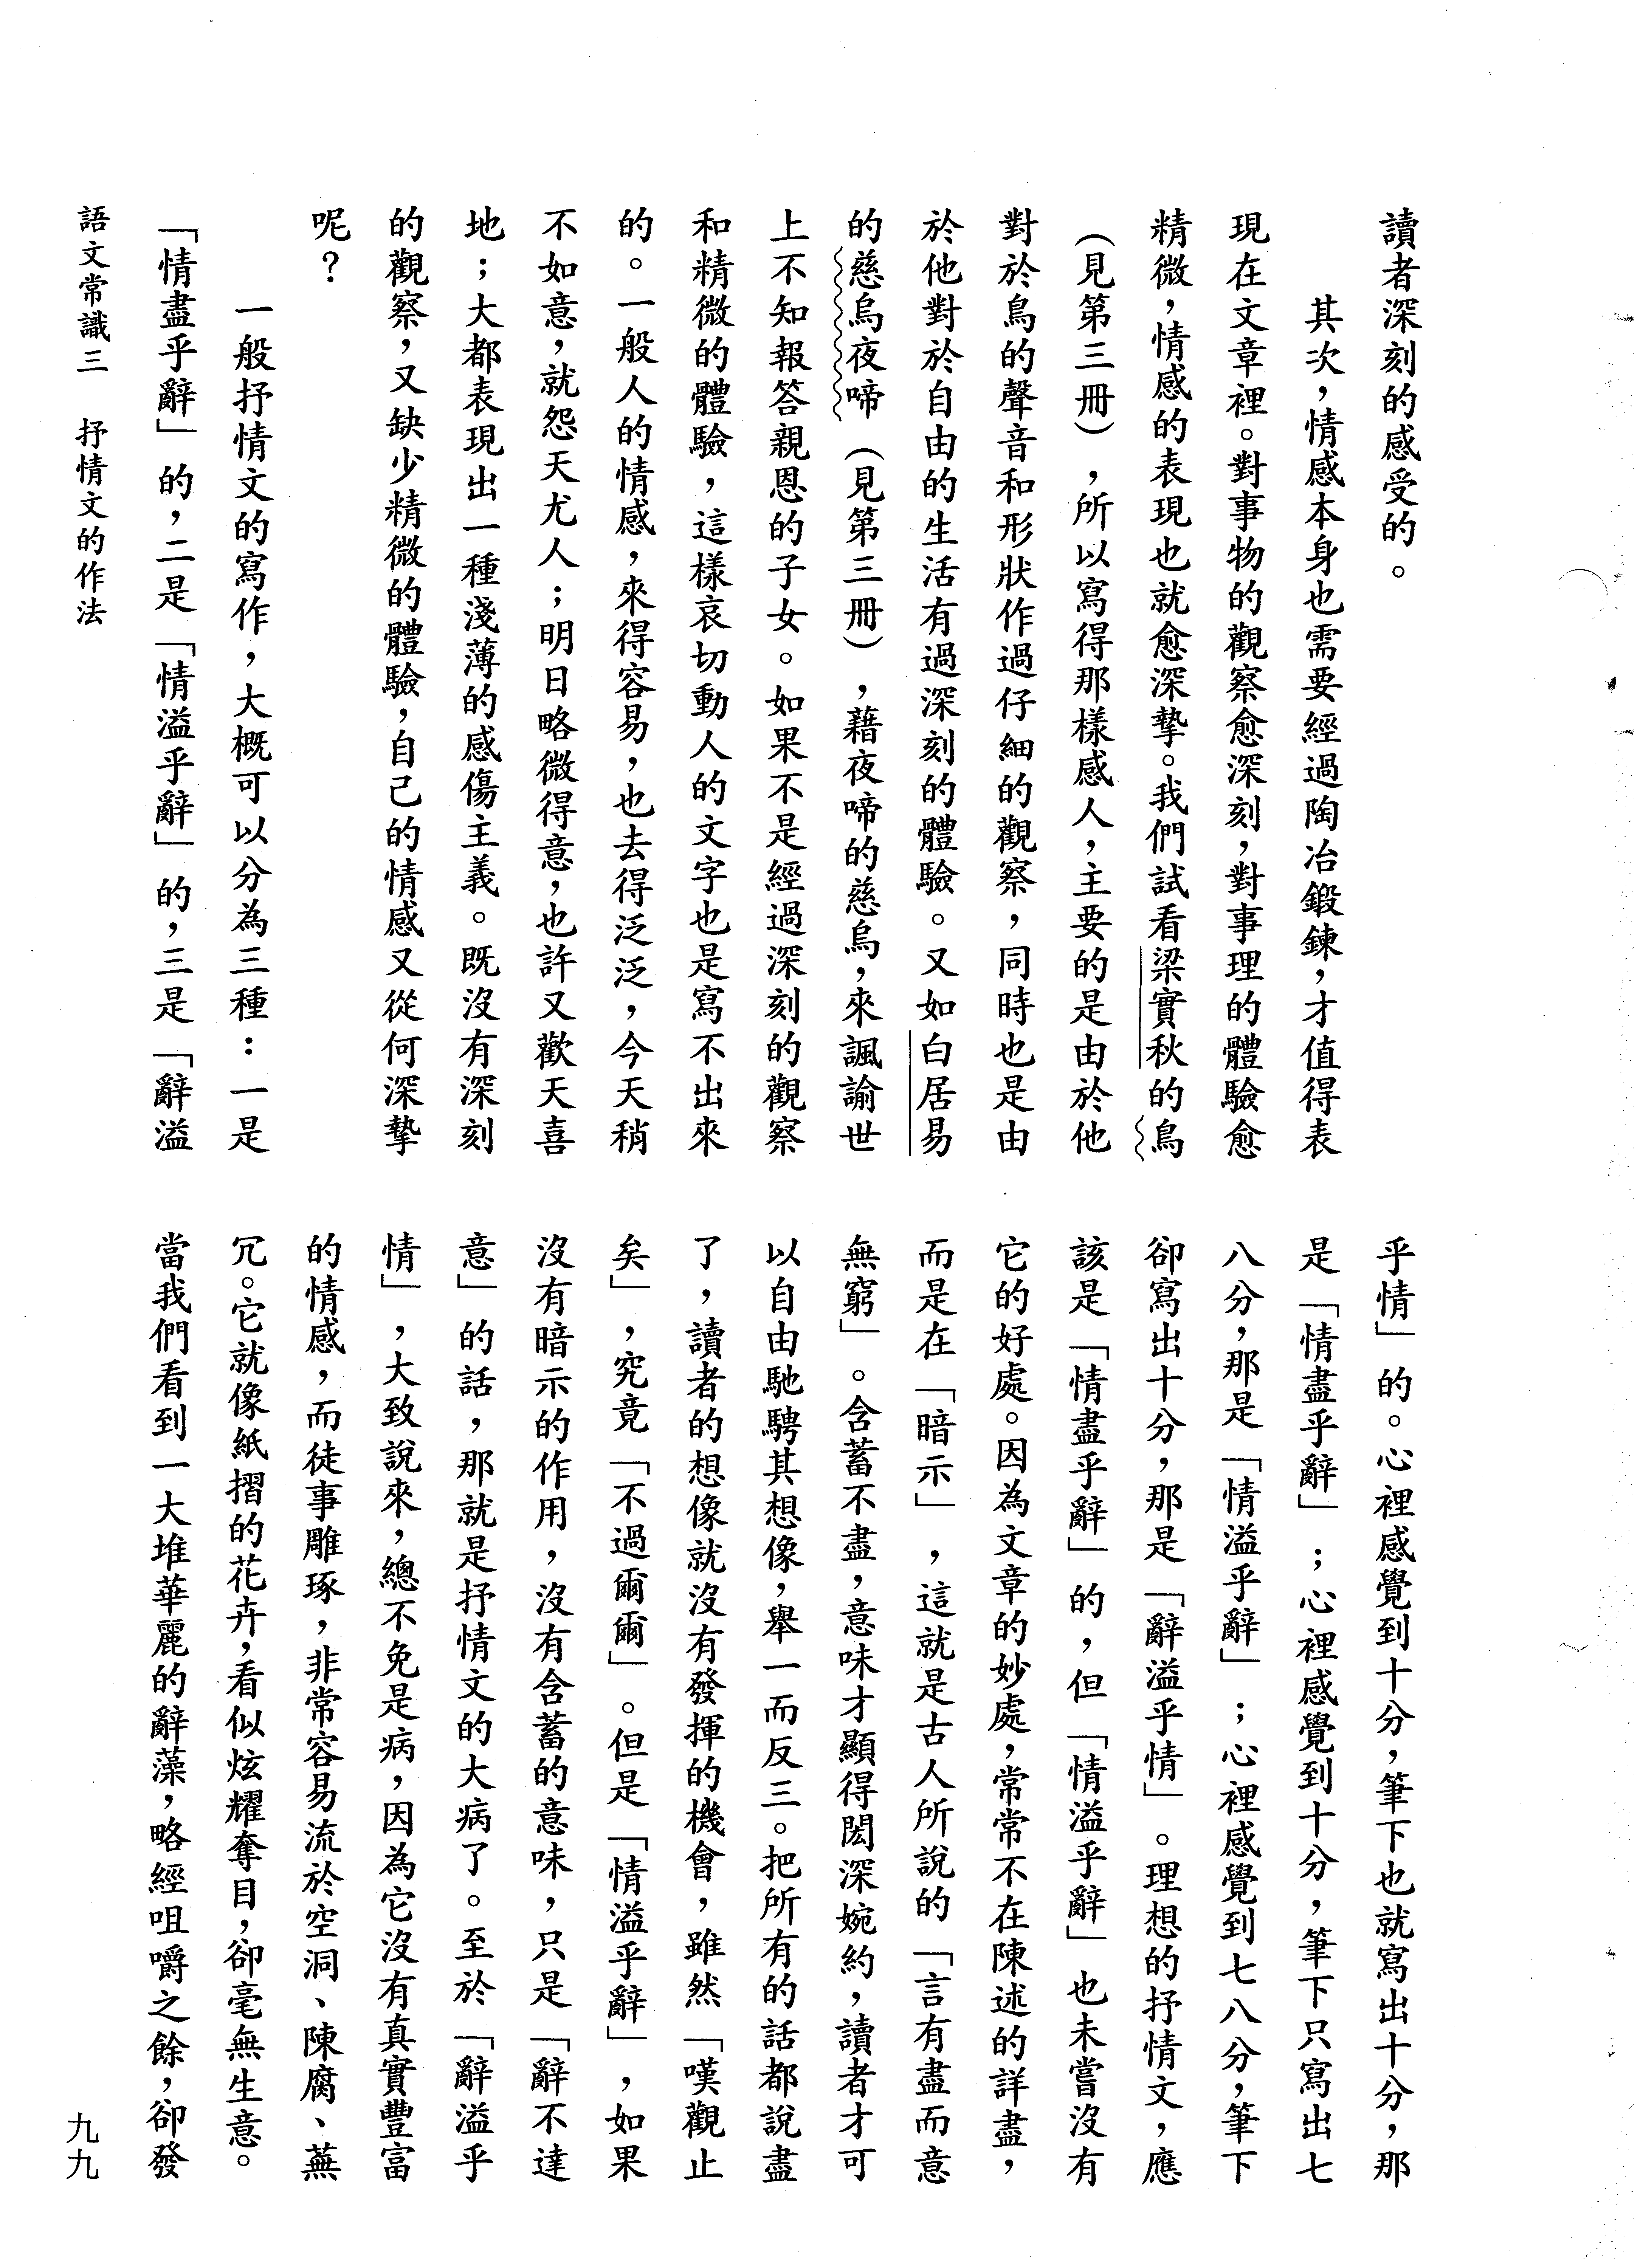 讀者深刻的感受的。
其次，情感本身也需要經過陶冶鍛鍊，才值得表
現在文章裡。對事物的觀察愈深刻，對事理的體驗愈
精微，情感的表現也就愈深摯。我們試看梁實秋的鳥
（見第三冊），所以寫得那樣感人，主要的是由於他
對於鳥的聲音和形狀作過仔細的觀察，同時也是由
於他對於自由的生活有過深刻的體驗。又如白居易
的慈烏夜啼（見第三冊），藉夜啼的慈烏，來諷諭世
上不知報答親恩的子女。如果不是經過深刻的觀察
和精微的體驗，這樣哀切動人的文字也是寫不出來
的。一般人的情感，來得容易，也去得泛泛，今天稍
不如意，就怨天尤人；明日略微得意，也許又歡天喜
地；大都表現出一種淺薄的感傷主義。既沒有深刻
的觀察，又缺少精微的體驗，自己的情感又從何深摯
呢？
一般抒情文的寫作，大概可以分為三種：一是
「情盡乎辭」的，二是「情溢乎辭」的，三是「辭溢
乎情」的。心裡感覺到十分，筆下也就寫出十分，那
是「情盡乎辭」；心裡感覺到十分，筆下只寫出七
八分，那是「情溢乎辭」；心裡感覺到七八分，筆下
卻寫出十分，那是「辭溢乎情」。理想的抒情文，應
該是「情盡乎辭」的，但「情溢乎辭」也未嘗沒有
它的好處。因為文章的妙處，常常不在陳述的詳盡，
而是在「暗示」，這就是古人所說的「言有盡而意
無窮」。含蓄不盡，意味才顯得閎深婉約，讀者才可
以自由馳騁其想像，舉一而反三。把所有的話都說盡
了，讀者的想像就沒有發揮的機會，雖然「嘆觀止
矣」，究竟「不過爾爾」。但是「情溢乎辭」，如果
沒有暗示的作用，沒有含蓄的意味，只是「辭不達
意」的話，那就是抒情文的大病了。至於「辭溢乎
情」，大致說來，總不免是病，因為它沒有真實豐富
的情感，而徒事雕琢，非常容易流於空洞、陳腐、蕪
冗。它就像紙摺的花卉，看似炫耀奪目，卻毫無生意。
當我們看到一大堆華麗的辭藻，略經咀嚼之餘，卻發
語文常識三　抒情文的作法
九九